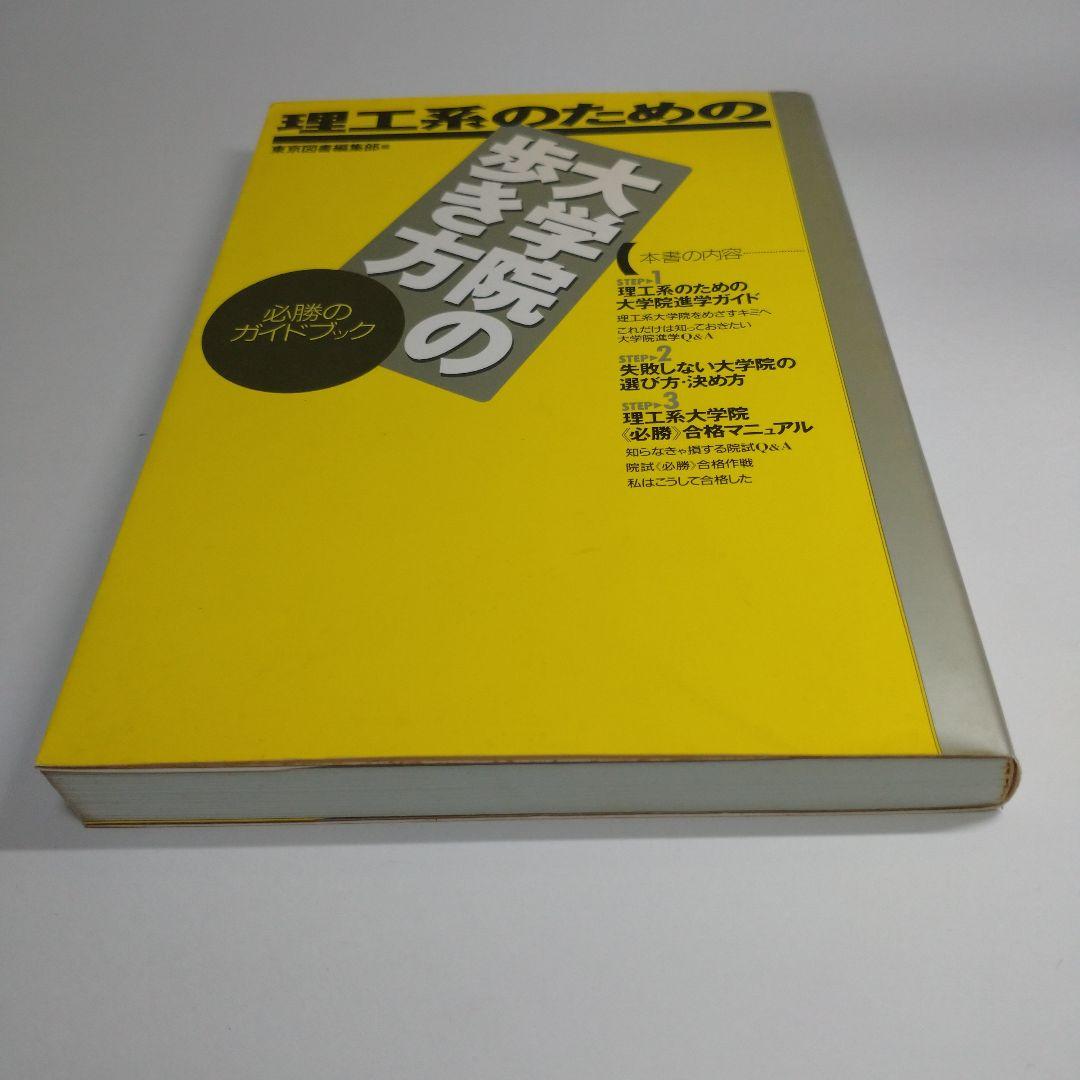 理工系のための
東京図書編集部編
大学院の
歩き方
必勝の
ガイドブック
本書の内容
STEP▶1
理工系のための
大学院進学ガイド
理工系大学院をめざすキミへ
これだけは知っておきたい
大学院進学Q&A
STEP▶2
失敗しない大学院の
選び方・決め方
STEP▶3
理工系大学院
《必勝》合格マニュアル
知らなきゃ損する院試Q&A
院試《必勝》合格作戦
私はこうして合格した